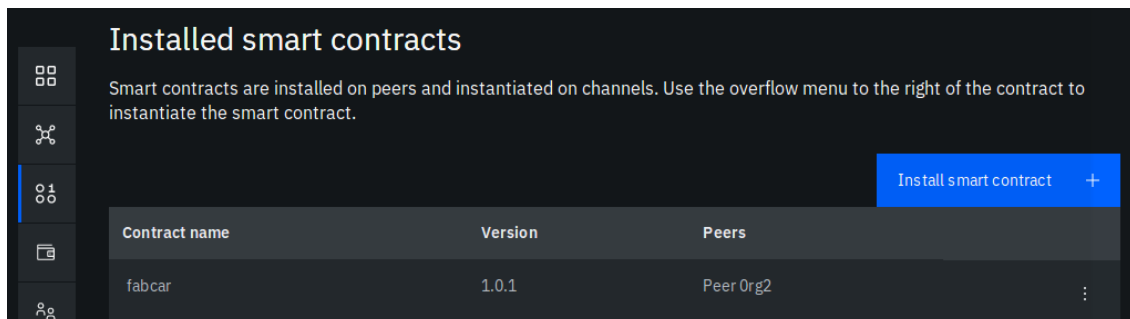 Installed smart contracts
Smart contracts are installed on peers and instantiated on channels. Use the overflow menu to the right of the contract to
instantiate the smart contract.
Install smart contract +
Contract name Version Peers
fabcar 1.0.1 Peer Org2